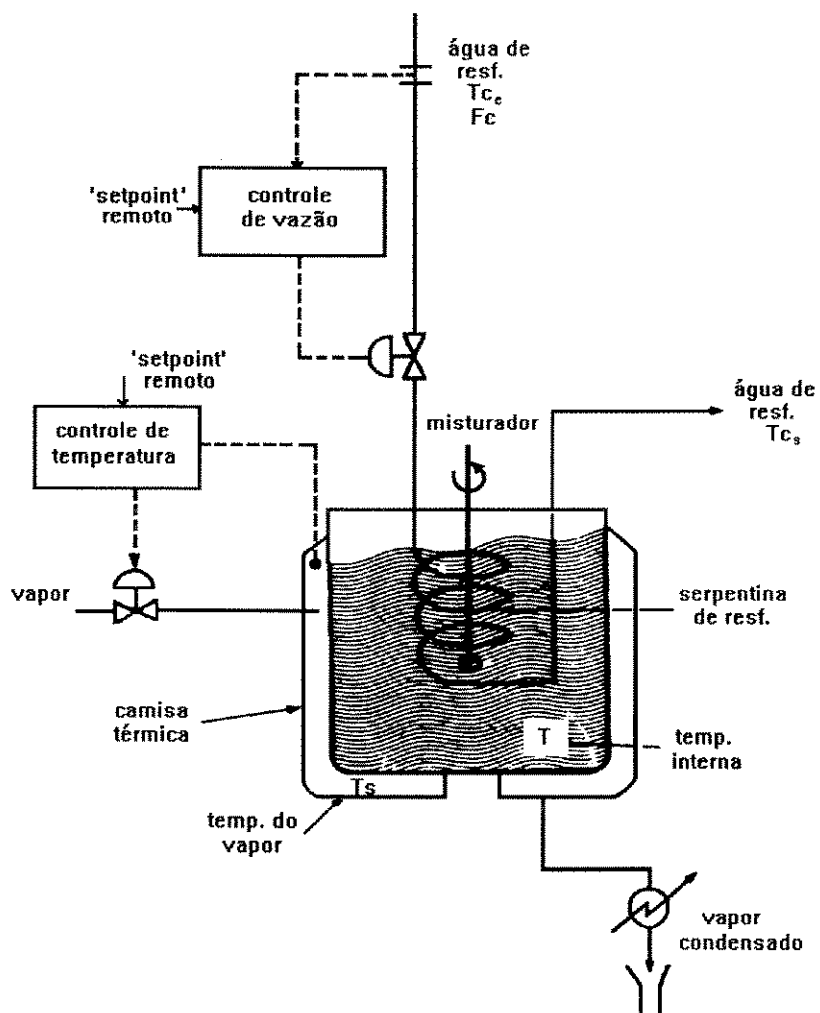 água de
resf.
Tcₑ
Fc
'setpoint'
remoto
controle
de vazão
'setpoint'
remoto
controle de
temperatura
misturador
água de
resf.
Tcₛ
vapor
serpentina
de resf.
camisa
térmica
T
temp.
interna
Ts
temp. do
vapor
vapor
condensado